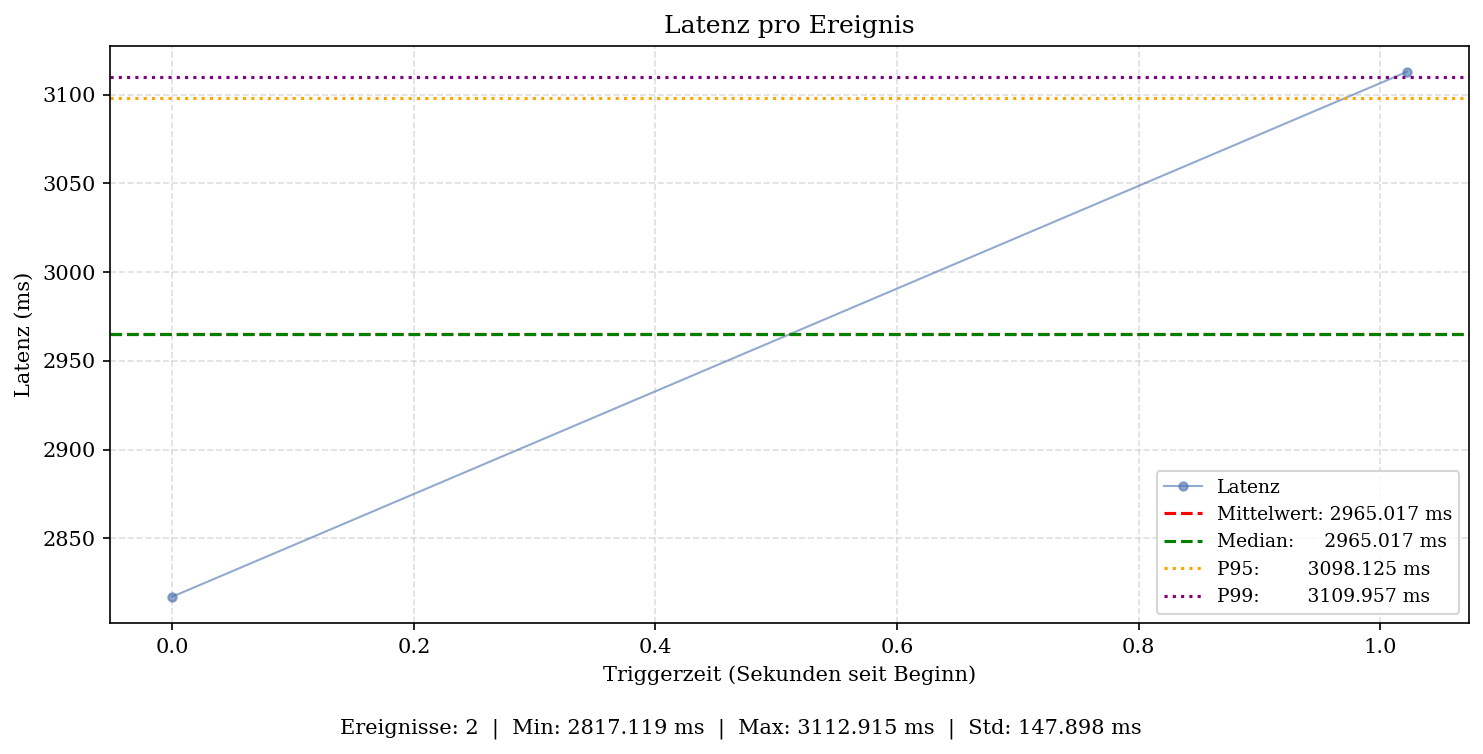 Latenz pro Ereignis
Latenz (ms)
3100
3050
3000
2950
2900
2850
Latenz
Mittelwert: 2965.017 ms
Median: 2965.017 ms
P95: 3098.125 ms
P99: 3109.957 ms
0.0 0.2 0.4 0.6 0.8 1.0
Triggerzeit (Sekunden seit Beginn)
Ereignisse: 2 | Min: 2817.119 ms | Max: 3112.915 ms | Std: 147.898 ms